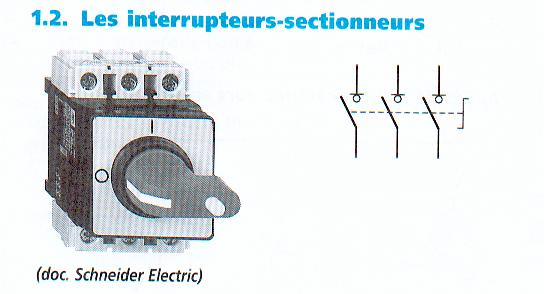 1.2. Les interrupteurs-sectionneurs
(doc. Schneider Electric)